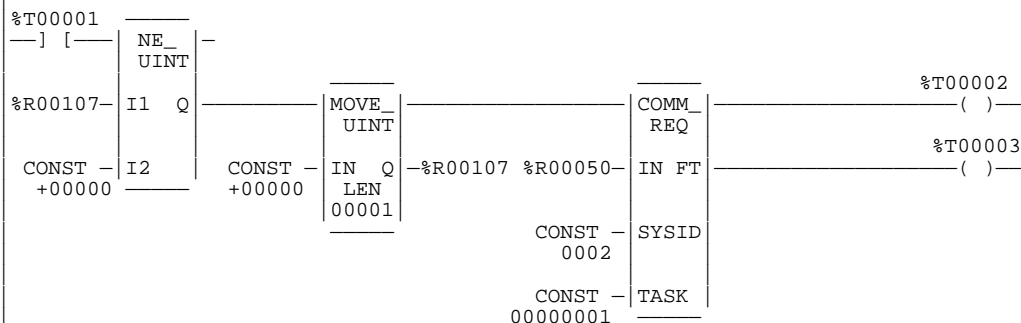 %T00001
] [ NE_
UINT
%T00002
%R00107 I1 Q MOVE_ COMM_ ( )
UINT REQ
%T00003
CONST I2 CONST IN Q %R00107 %R00050 IN FT ( )
+00000 +00000 LEN
00001
CONST SYSID
0002
CONST TASK
00000001